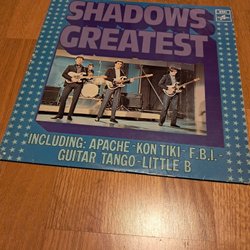 SHADOWS
GREATEST
INCLUDING: APACHE - KON TIKI - F.B.I. -
GUITAR TANGO - LITTLE B